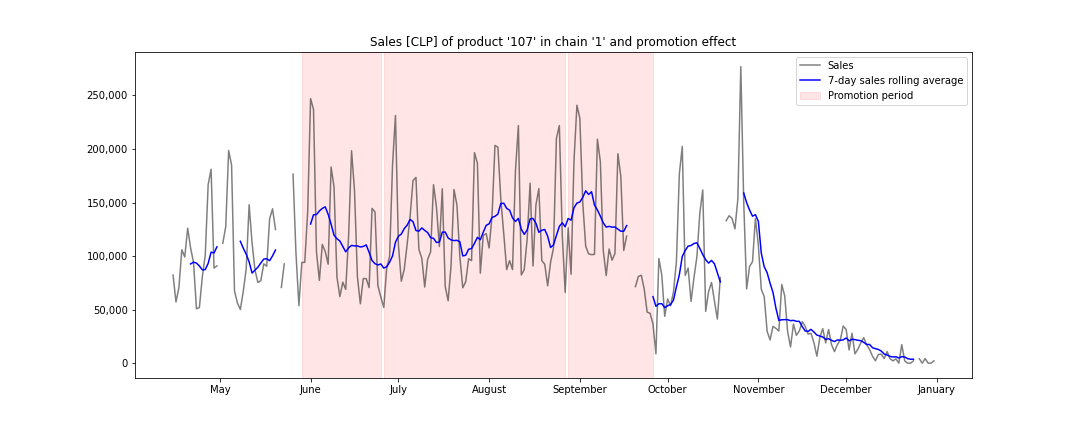 Sales [CLP] of product '107' in chain '1' and promotion effect
Sales
7-day sales rolling average
Promotion period
250,000
200,000
150,000
100,000
50,000
0
May
June
July
August
September
October
November
December
January